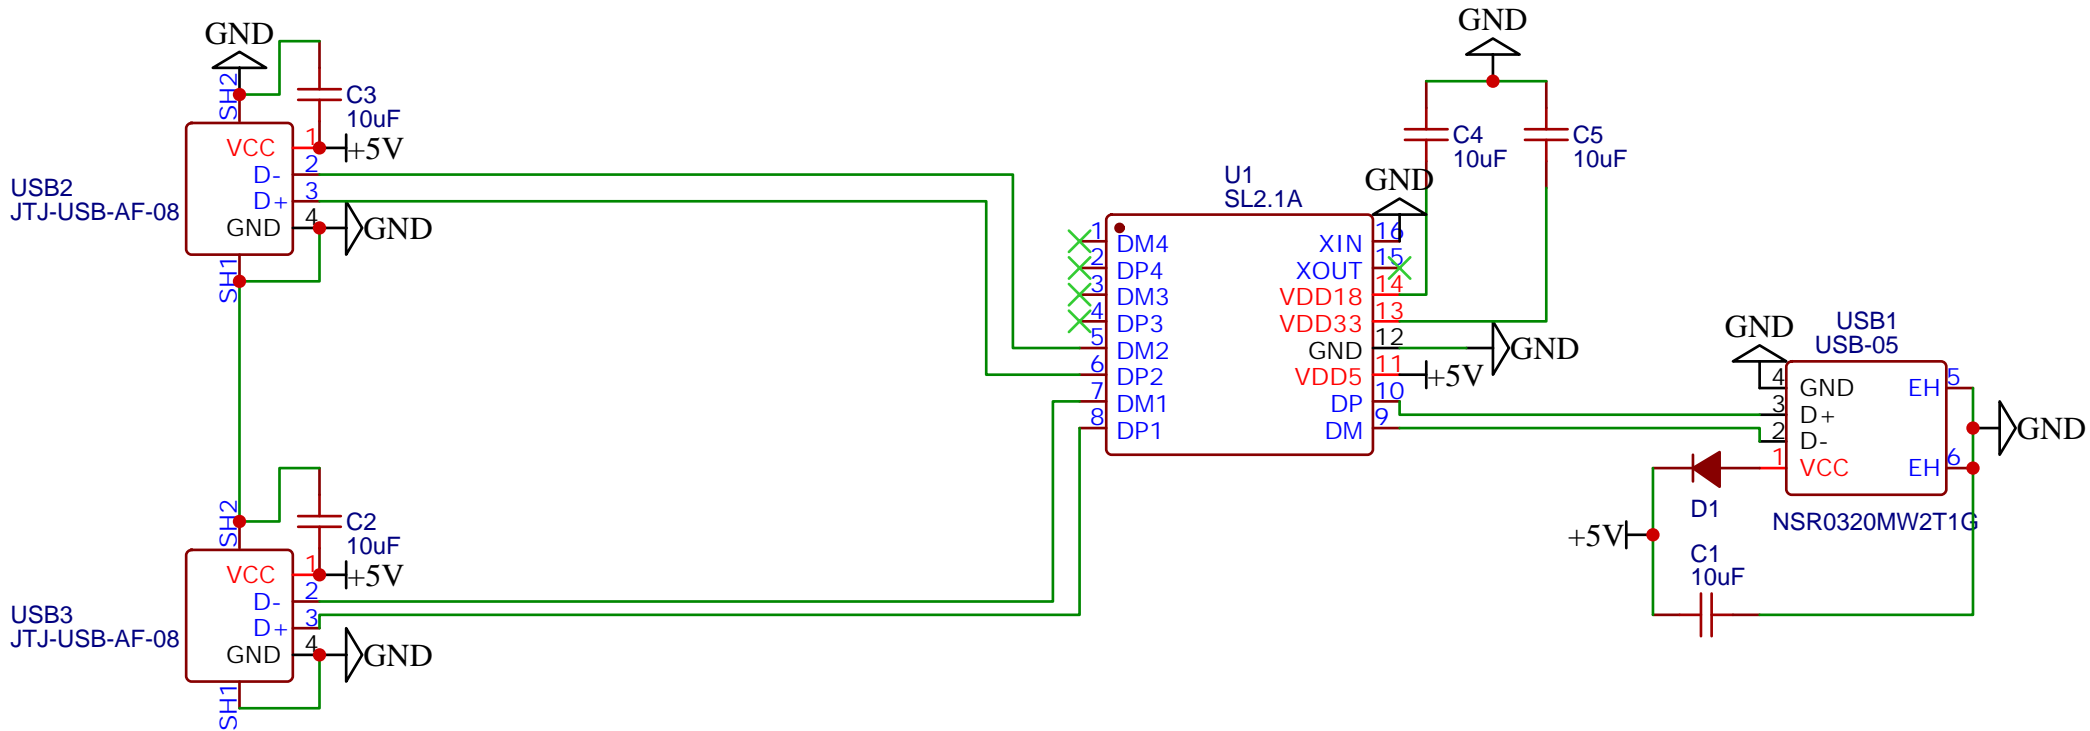 GND
SH2
C3
10uF
VCC
1
+5V
D-
2
D+
3
GND
4
GND
SH1
USB2
JTJ-USB-AF-08
SH2
C2
10uF
VCC
1
+5V
D-
2
D+
3
GND
4
GND
SH1
USB3
JTJ-USB-AF-08
GND
C4
10uF
C5
10uF
GND
U1
SL2.1A
1
DM4
2
DP4
3
DM3
4
DP3
5
DM2
6
DP2
7
DM1
8
DP1
XIN
16
XOUT
15
VDD18
14
VDD33
13
GND
12
GND
VDD5
11
+5V
DP
10
DM
9
GND
USB1
USB-05
4
GND
3
D+
2
D-
1
VCC
EH
5
EH
6
GND
D1
NSR0320MW2T1G
+5V
C1
10uF